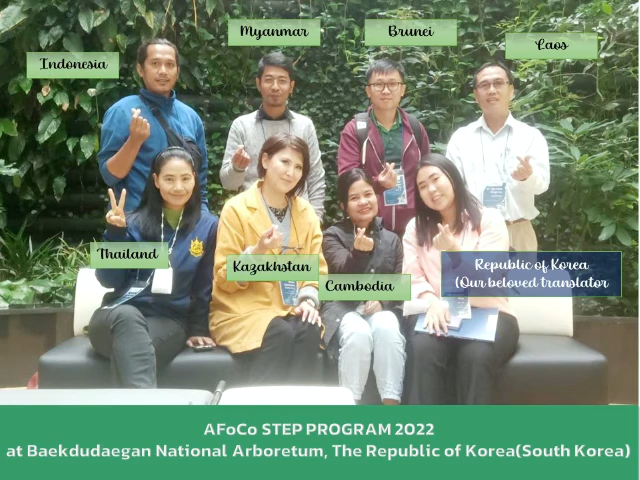 Myanmar
Brunei
Laos
Indonesia
Thailand
Kazakhstan
Cambodia
Republic of Korea
(Our beloved translator
AFoCo STEP PROGRAM 2022
at Baekdudaegan National Arboretum, The Republic of Korea(South Korea)